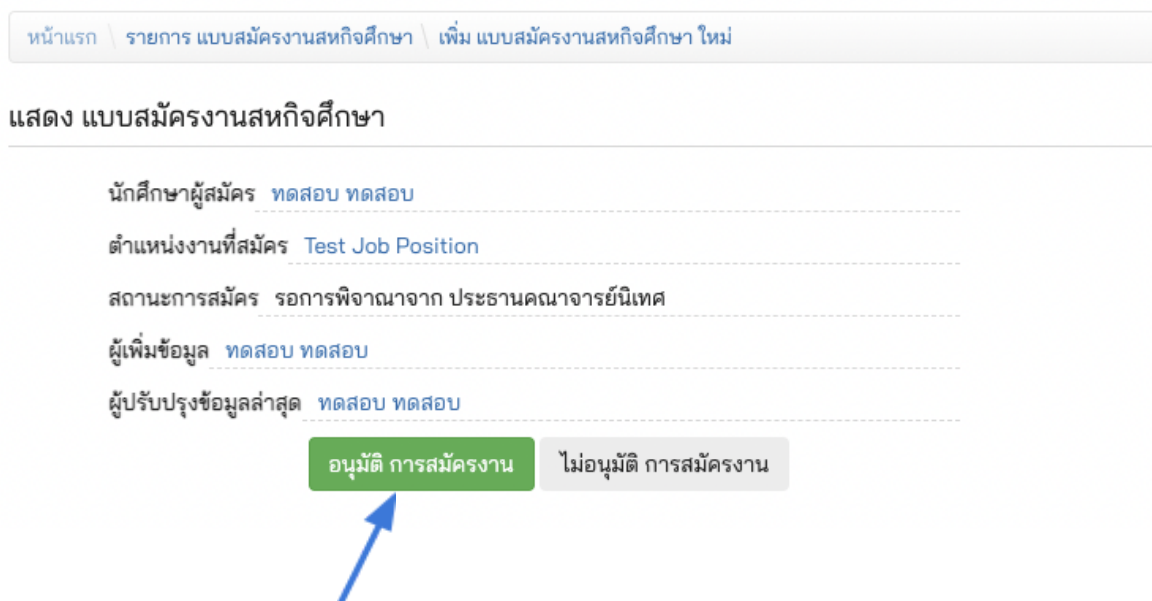 หน้าแรก \ รายการ แบบสมัครงานสหกิจศึกษา \ เพิ่ม แบบสมัครงานสหกิจศึกษา ใหม่
แสดง แบบสมัครงานสหกิจศึกษา
นักศึกษาผู้สมัคร ทดสอบ ทดสอบ
ตำแหน่งงานที่สมัคร Test Job Position
สถานะการสมัคร รอการพิจาณาจาก ประธานคณาจารย์นิเทศ
ผู้เพิ่มข้อมูล ทดสอบ ทดสอบ
ผู้ปรับปรุงข้อมูลล่าสุด ทดสอบ ทดสอบ
อนุมัติ การสมัครงาน ไม่อนุมัติ การสมัครงาน